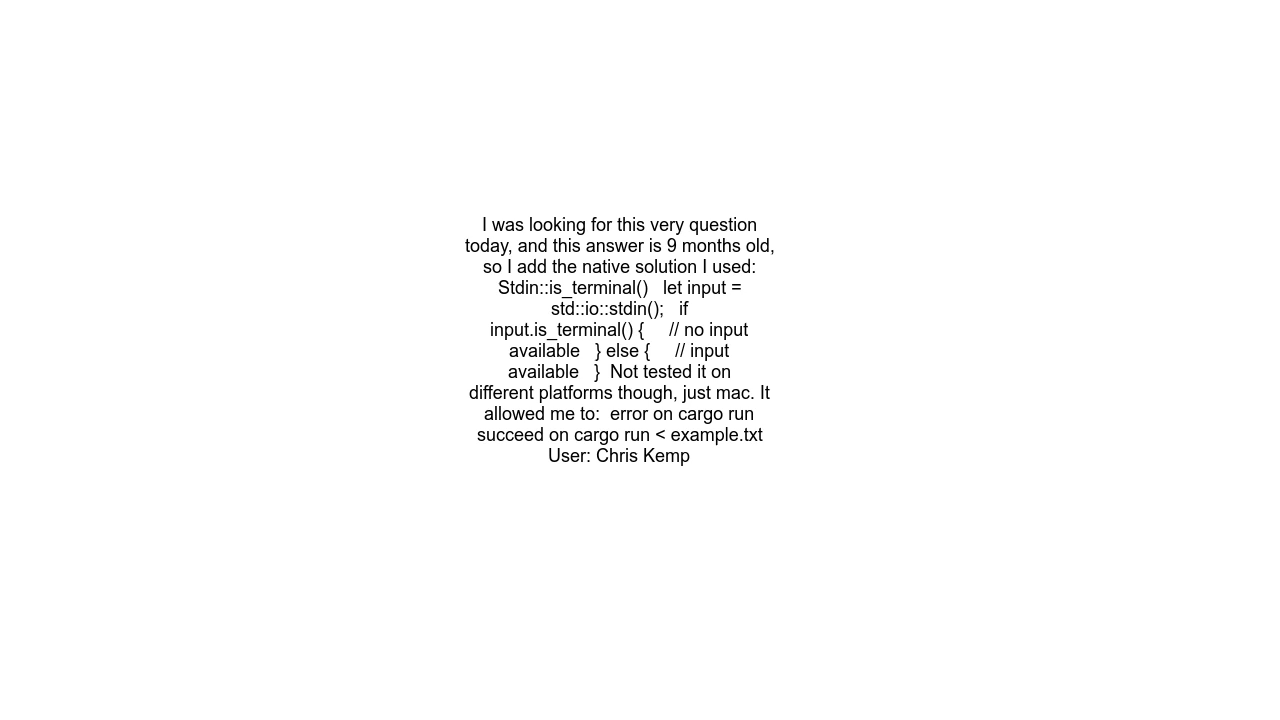 I was looking for this very question
today, and this answer is 9 months old,
so I add the native solution I used:
Stdin::is_terminal()   let input =
std::io::stdin();   if
input.is_terminal() {     // no input
available   } else {     // input
available   }  Not tested it on
different platforms though, just mac. It
allowed me to:  error on cargo run
succeed on cargo run < example.txt
User: Chris Kemp